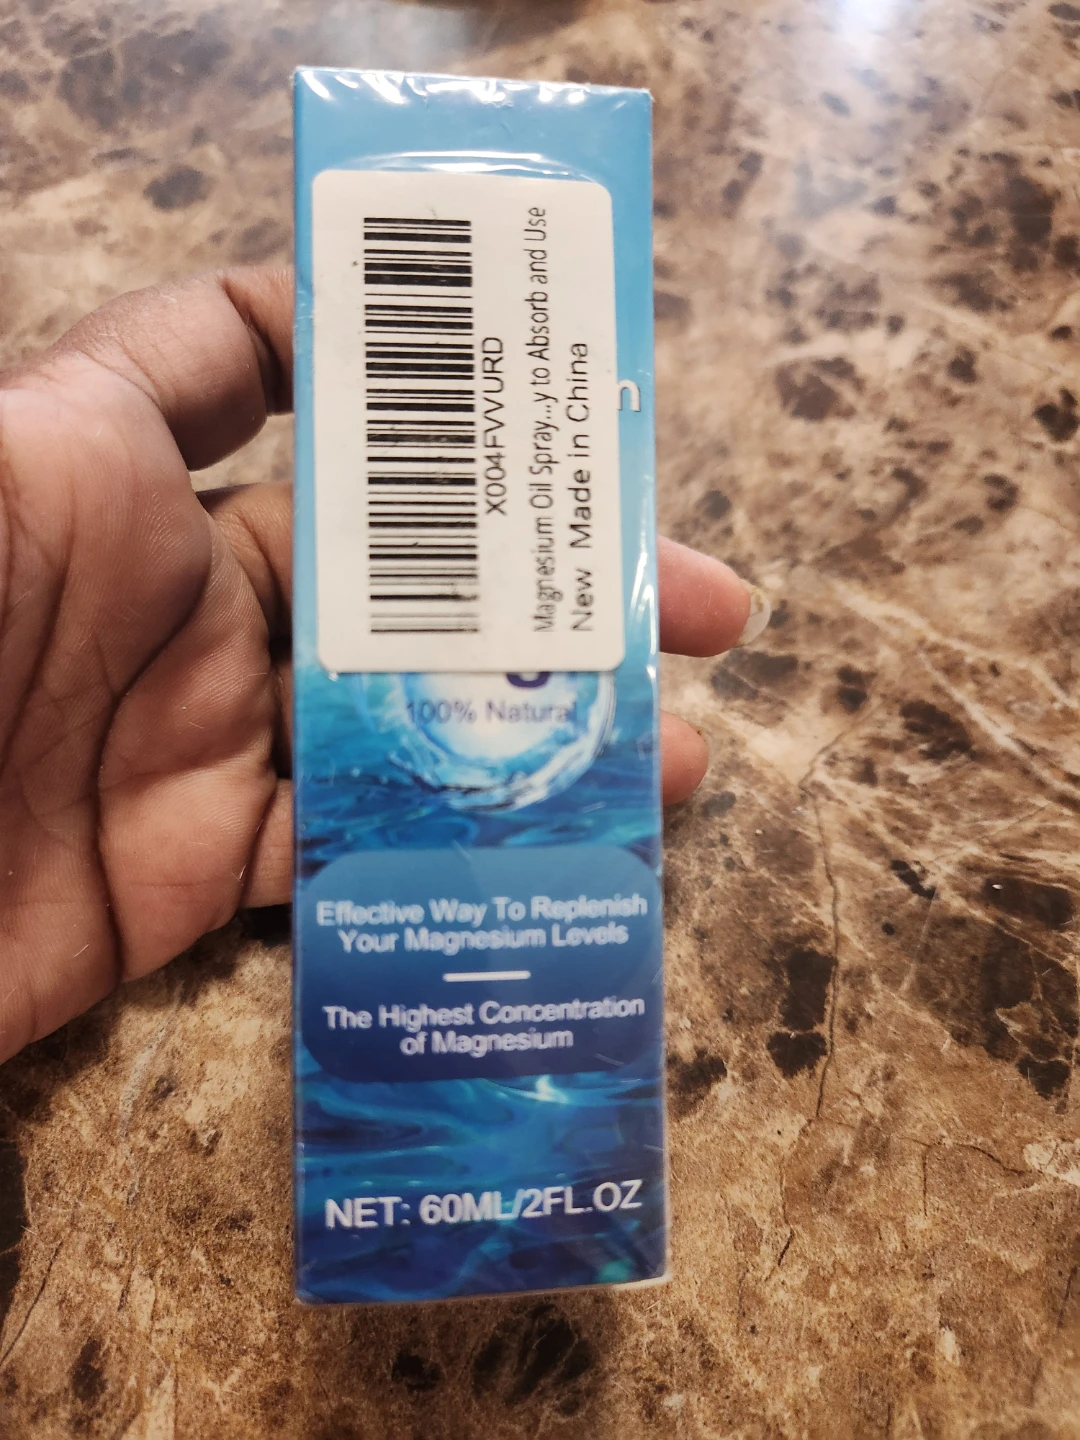 X004FVVURD
Magnesium Oil Spray...y to Absorb and Use
New Made in China
100% Natural
Effective Way To Replenish
Your Magnesium Levels
The Highest Concentration
of Magnesium
NET: 60ML/2FL.OZ